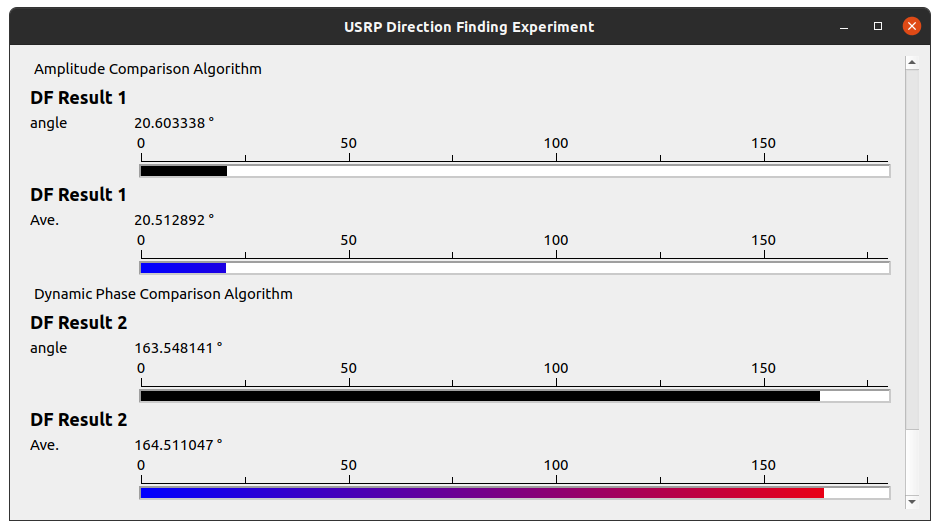 USRP Direction Finding Experiment
Amplitude Comparison Algorithm
DF Result 1
angle 20.603338 °
0 50 100 150
DF Result 1
Ave. 20.512892 °
0 50 100 150
Dynamic Phase Comparison Algorithm
DF Result 2
angle 163.548141 °
0 50 100 150
DF Result 2
Ave. 164.511047 °
0 50 100 150